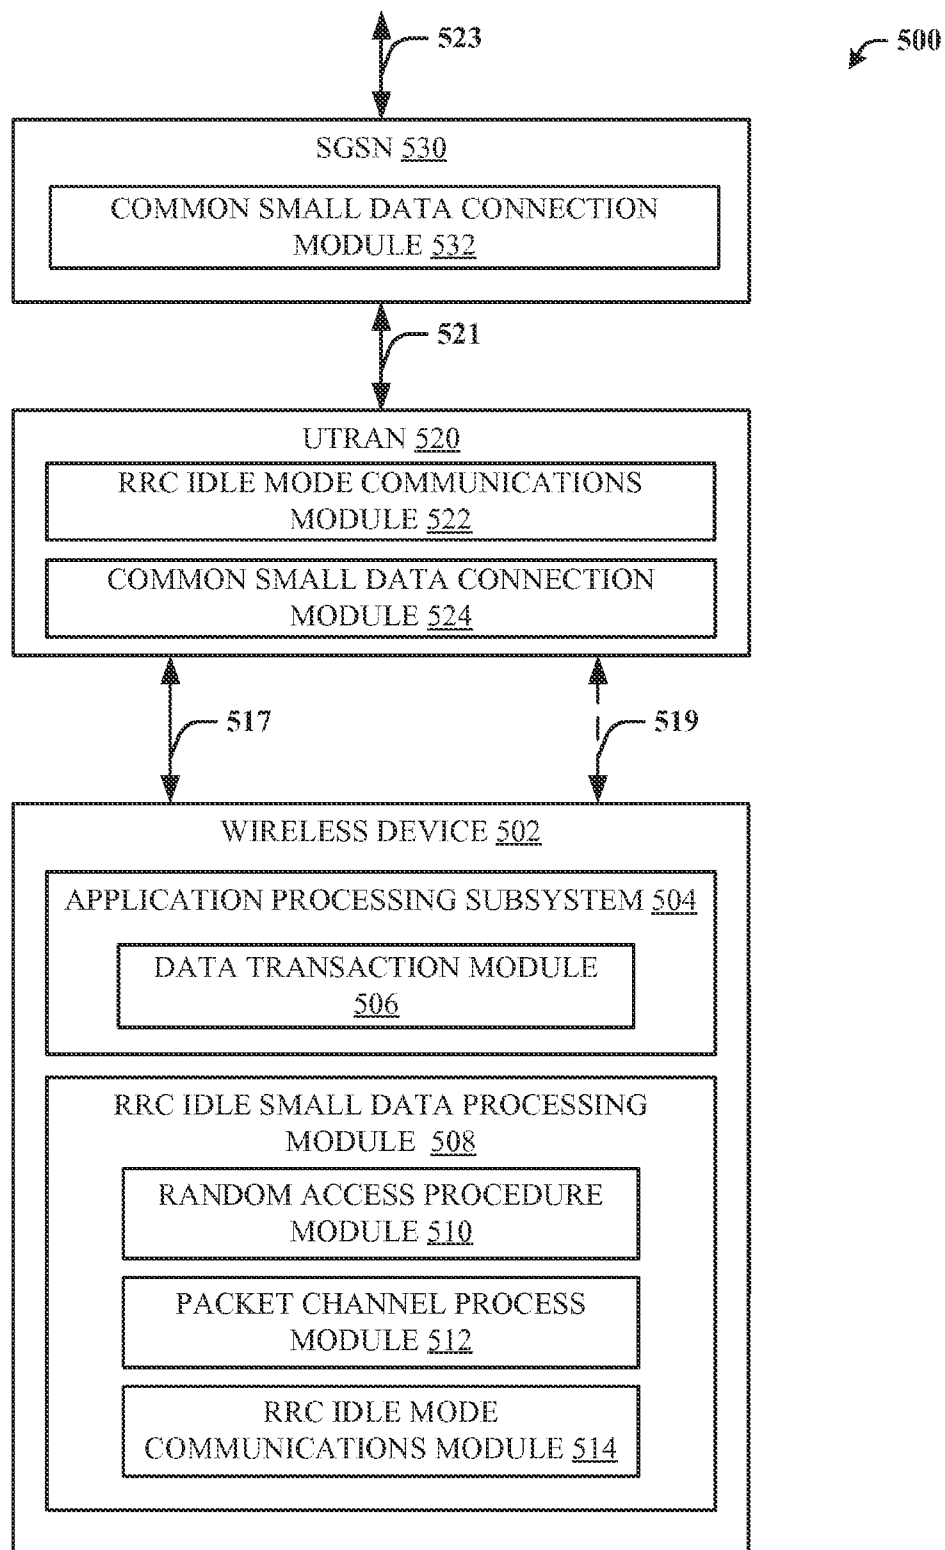 523
500
SGSN 530
COMMON SMALL DATA CONNECTION
MODULE 532
521
UTRAN 520
RRC IDLE MODE COMMUNICATIONS
MODULE 522
COMMON SMALL DATA CONNECTION
MODULE 524
517
519
WIRELESS DEVICE 502
APPLICATION PROCESSING SUBSYSTEM 504
DATA TRANSACTION MODULE
506
RRC IDLE SMALL DATA PROCESSING
MODULE 508
RANDOM ACCESS PROCEDURE
MODULE 510
PACKET CHANNEL PROCESS
MODULE 512
RRC IDLE MODE
COMMUNICATIONS MODULE 514